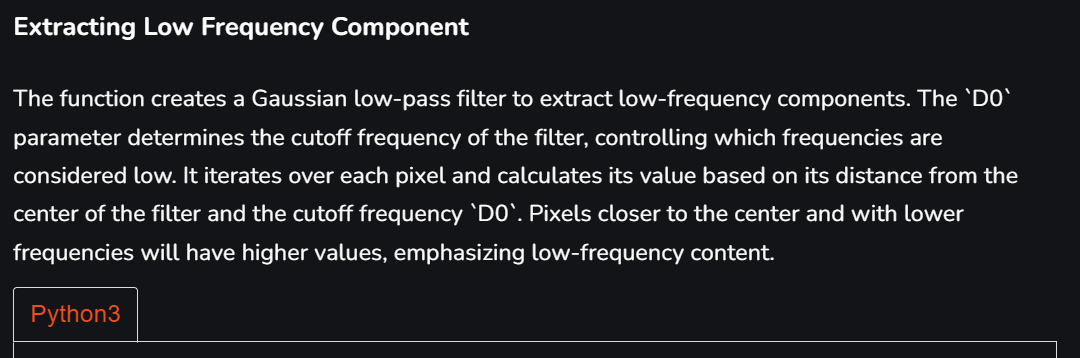 Extracting Low Frequency Component
The function creates a Gaussian low-pass filter to extract low-frequency components. The `D0`
parameter determines the cutoff frequency of the filter, controlling which frequencies are
considered low. It iterates over each pixel and calculates its value based on its distance from the
center of the filter and the cutoff frequency `D0`. Pixels closer to the center and with lower
frequencies will have higher values, emphasizing low-frequency content.
Python3